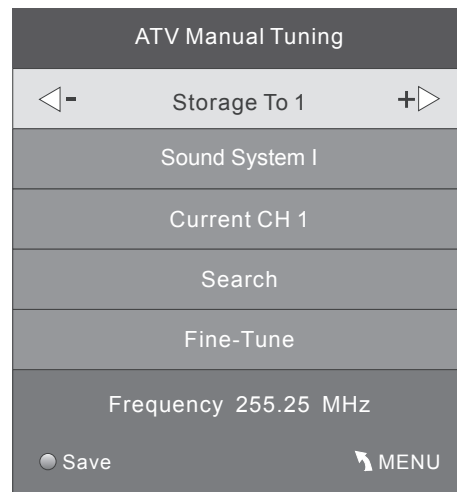 ATV Manual Tuning
- Storage To 1 +
Sound System I
Current CH 1
Search
Fine-Tune
Frequency 255.25 MHz
Save MENU